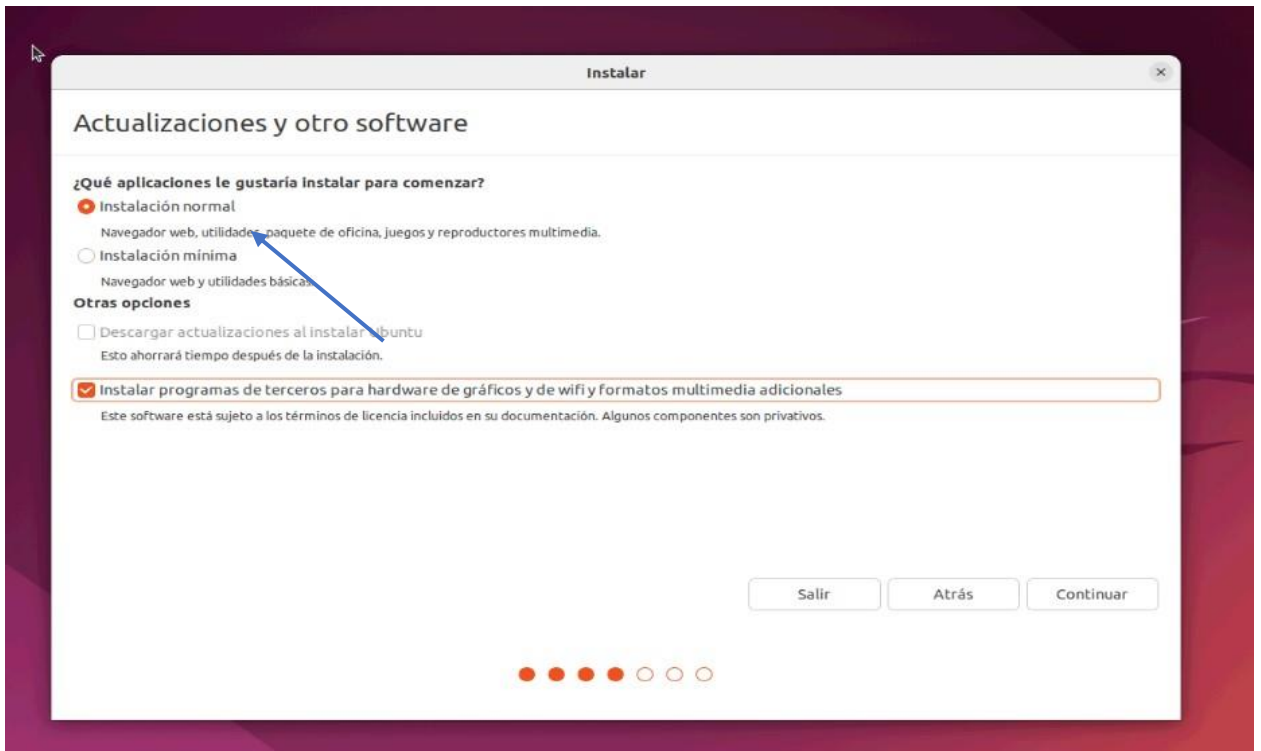 Instalar
Actualizaciones y otro software
¿Qué aplicaciones le gustaría instalar para comenzar?
Instalación normal
Navegador web, utilidades, paquete de oficina, juegos y reproductores multimedia.
Instalación mínima
Navegador web y utilidades básicas.
Otras opciones
Descargar actualizaciones al instalar Ubuntu
Esto ahorrará tiempo después de la instalación.
Instalar programas de terceros para hardware de gráficos y de wifi y formatos multimedia adicionales
Este software está sujeto a los términos de licencia incluidos en su documentación. Algunos componentes son privativos.
Salir Atrás Continuar